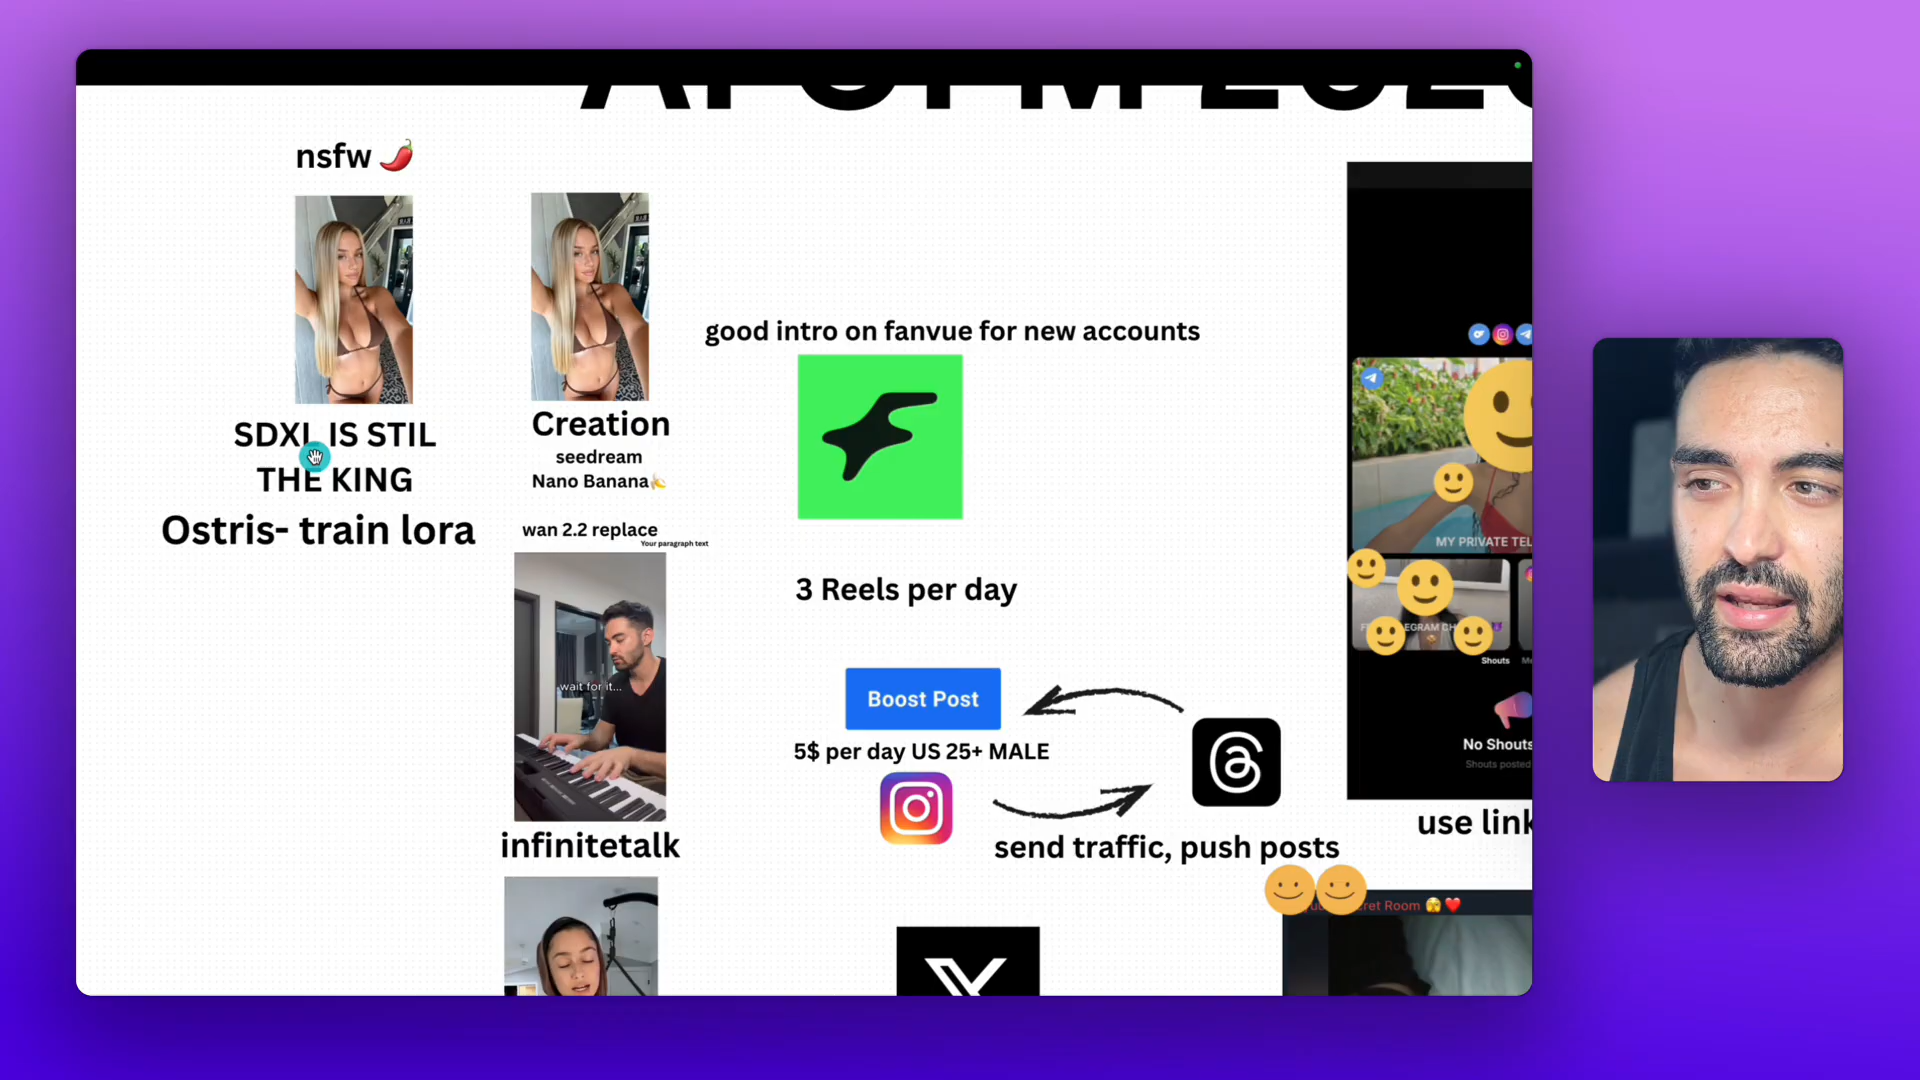 nsfw
SDXL IS STIL
THE KING
Ostris- train lora
Creation
seedream
Nano Banana
wan 2.2 replace
Your paragraph text
wait for it...
infinitetalk
good intro on fanvue for new accounts
3 Reels per day
Boost Post
5$ per day US 25+ MALE
send traffic, push posts
MY PRIVATE TEL
EGRAM CH
Shouts
No Shouts
Shouts posted
use link
ret Room